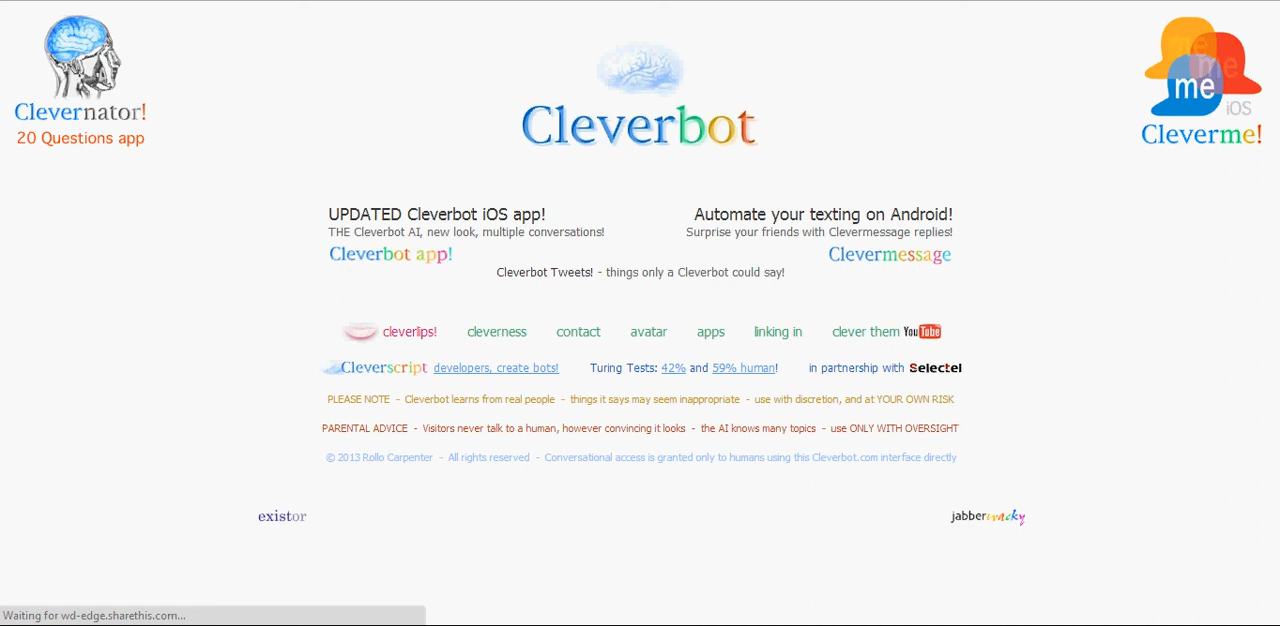 Clevernator!
20 Questions app
Cleverbot
me
me
me
iOS
Cleverme!
UPDATED Cleverbot iOS app!
THE Cleverbot AI, new look, multiple conversations!
Cleverbot app!
Automate your texting on Android!
Surprise your friends with Clevermessage replies!
Clevermessage
Cleverbot Tweets! - things only a Cleverbot could say!
cleverlips! cleverness contact avatar apps linking in clever them YouTube
Cleverscript developers, create bots! Turing Tests: 42% and 59% human! in partnership with Selectel
PLEASE NOTE - Cleverbot learns from real people - things it says may seem inappropriate - use with discretion, and at YOUR OWN RISK
PARENTAL ADVICE - Visitors never talk to a human, however convincing it looks - the AI knows many topics - use ONLY WITH OVERSIGHT
© 2013 Rollo Carpenter - All rights reserved - Conversational access is granted only to humans using this Cleverbot.com interface directly
existor
jabberwacky
Waiting for wd-edge.sharethis.com...